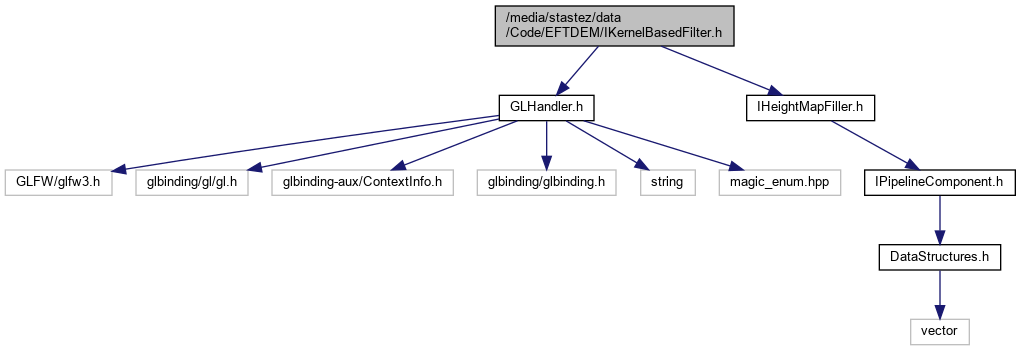 /media/stastez/data
/Code/EFTDEM/IKernelBasedFilter.h
GLHandler.h
IHeightMapFiller.h
GLFW/glfw3.h
glbinding/gl/gl.h
glbinding-aux/ContextInfo.h
glbinding/glbinding.h
string
magic_enum.hpp
IPipelineComponent.h
DataStructures.h
vector